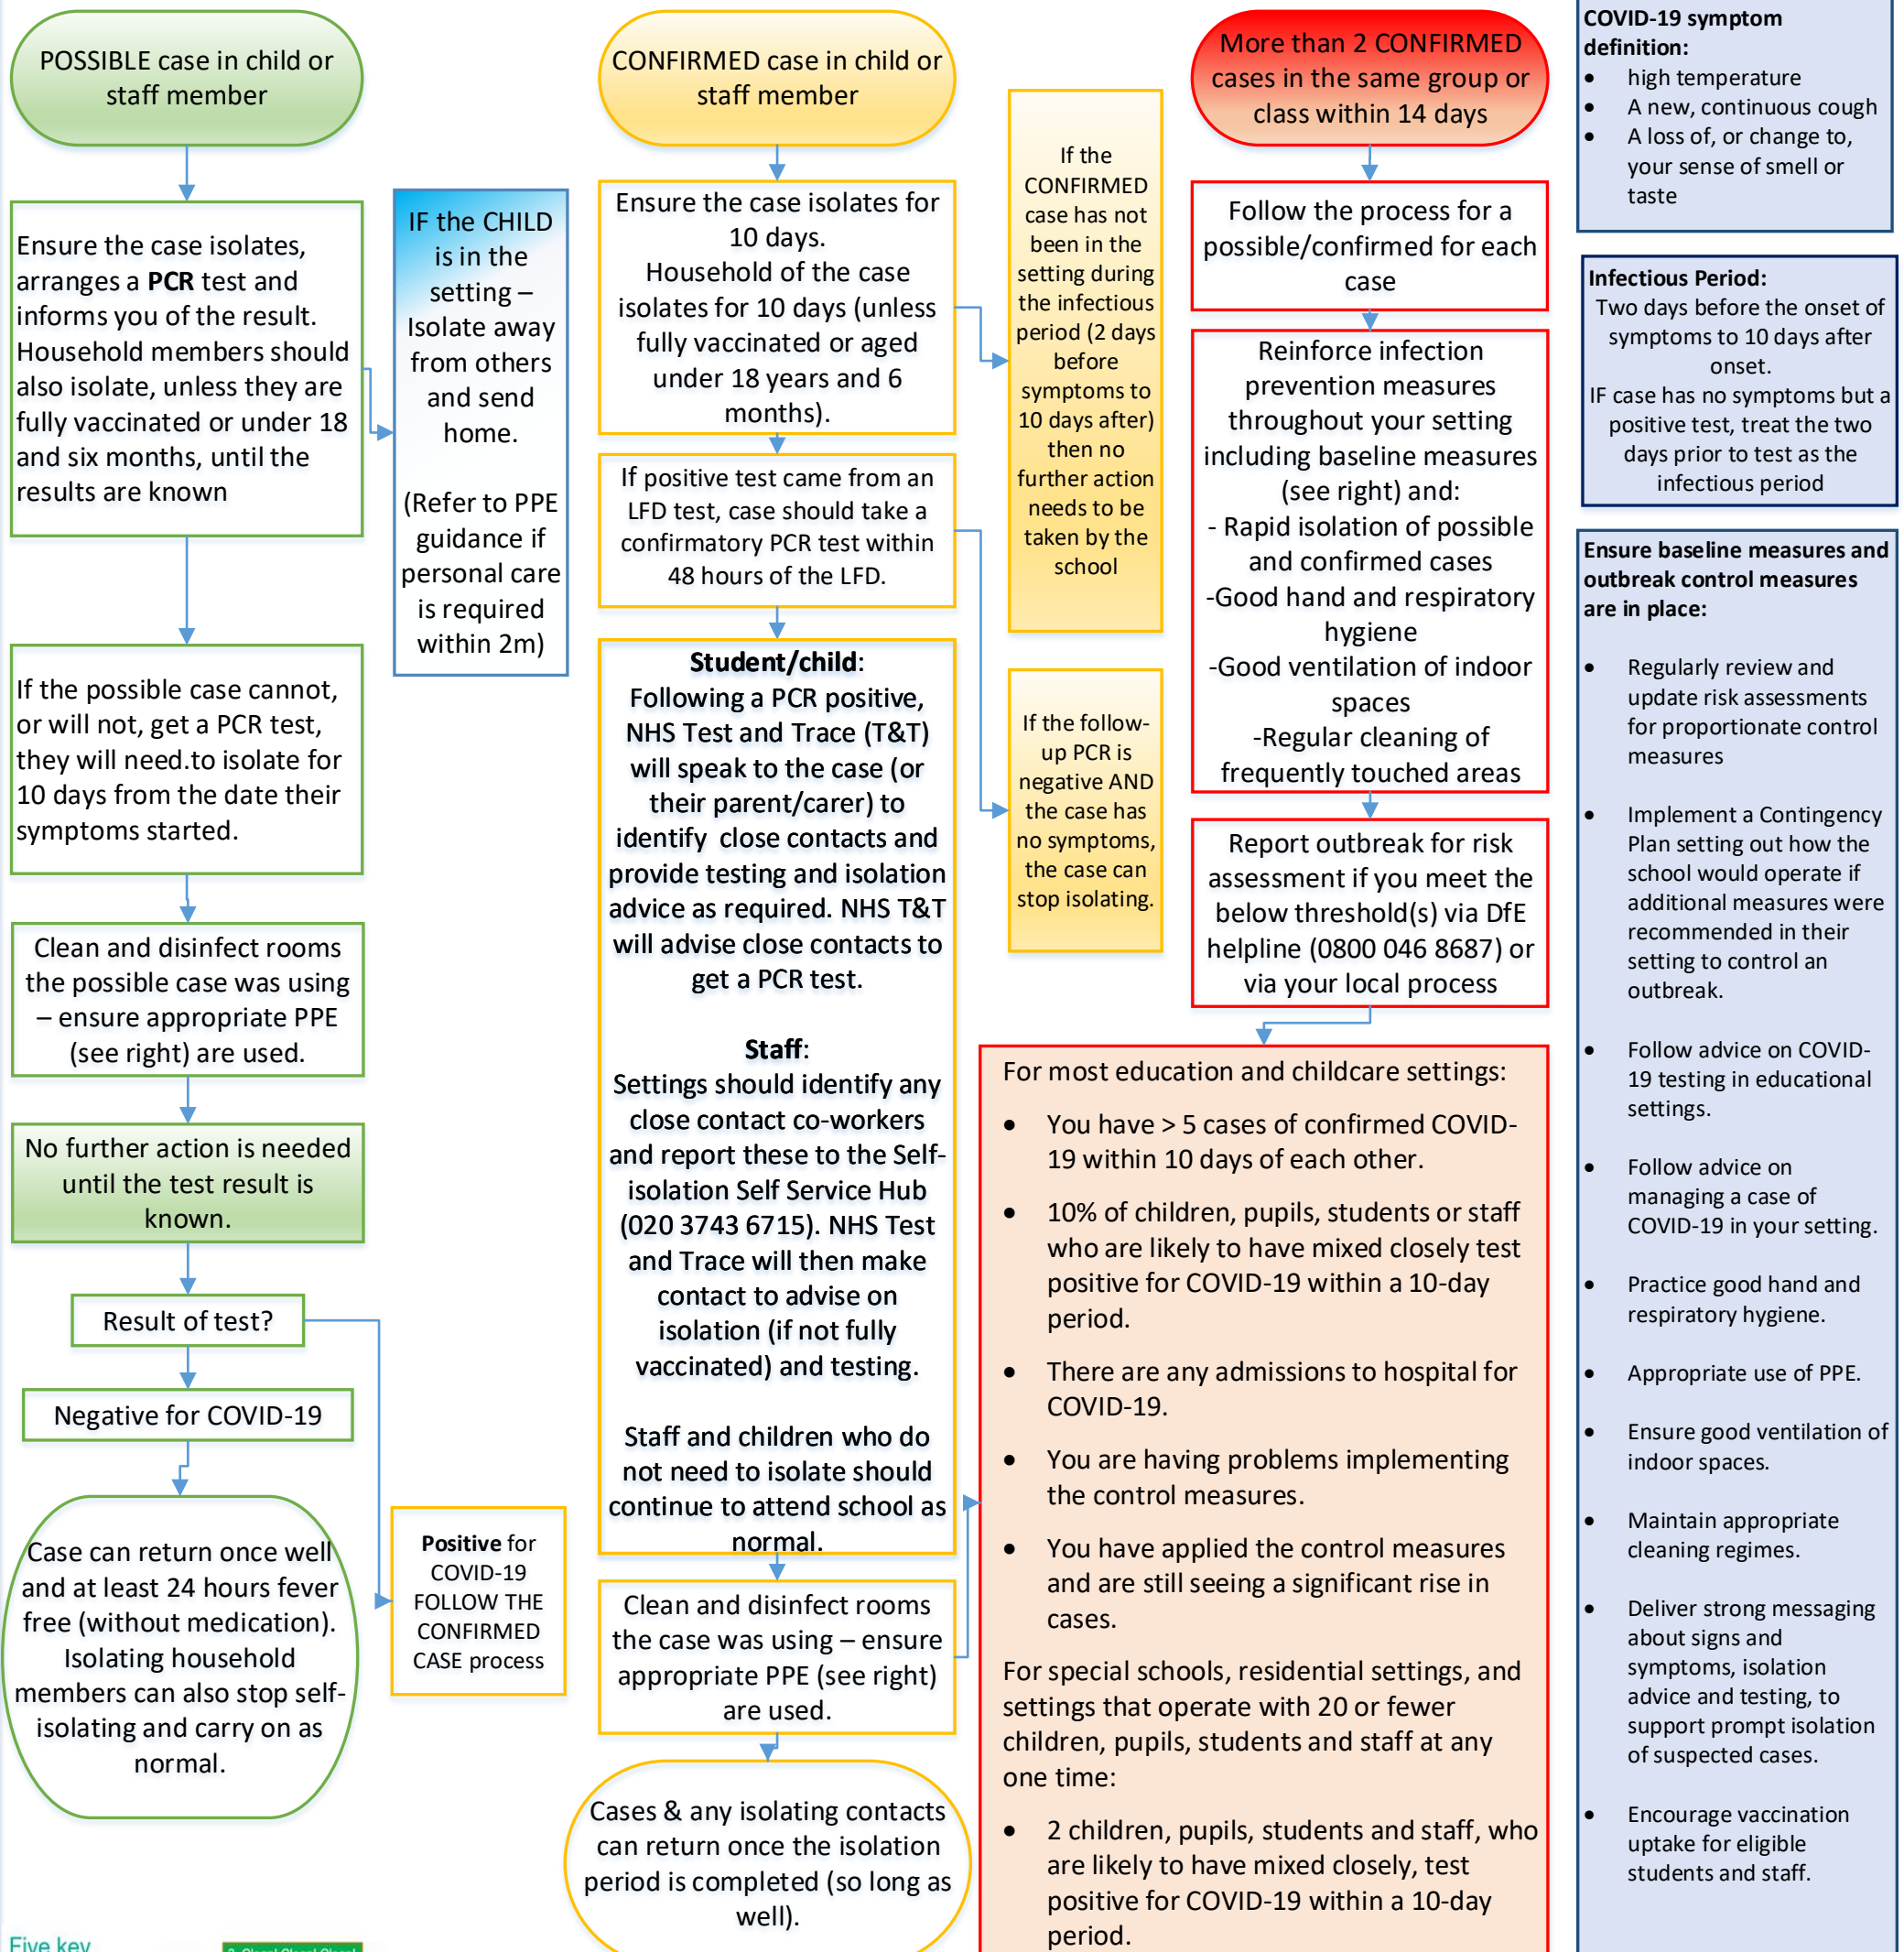 POSSIBLE case in child or
staff member
Ensure the case isolates,
arranges a PCR test and
informs you of the result.
Household members should
also isolate, unless they are
fully vaccinated or under 18
and six months, until the
results are known
IF the CHILD
is in the
setting –
Isolate away
from others
and send
home.
(Refer to PPE
guidance if
personal care
is required
within 2m)
If the possible case cannot,
or will not, get a PCR test,
they will need.to isolate for
10 days from the date their
symptoms started.
Clean and disinfect rooms
the possible case was using
– ensure appropriate PPE
(see right) are used.
No further action is needed
until the test result is
known.
Result of test?
Negative for COVID-19
Case can return once well
and at least 24 hours fever
free (without medication).
Isolating household
members can also stop self-
isolating and carry on as
normal.
Positive for
COVID-19
FOLLOW THE
CONFIRMED
CASE process
CONFIRMED case in child or
staff member
Ensure the case isolates for
10 days.
Household of the case
isolates for 10 days (unless
fully vaccinated or aged
under 18 years and 6
months).
If positive test came from an
LFD test, case should take a
confirmatory PCR test within
48 hours of the LFD.
Student/child:
Following a PCR positive,
NHS Test and Trace (T&T)
will speak to the case (or
their parent/carer) to
identify close contacts and
provide testing and isolation
advice as required. NHS T&T
will advise close contacts to
get a PCR test.
Staff:
Settings should identify any
close contact co-workers
and report these to the Self-
isolation Self Service Hub
(020 3743 6715). NHS Test
and Trace will then make
contact to advise on
isolation (if not fully
vaccinated) and testing.
Staff and children who do
not need to isolate should
continue to attend school as
normal.
Clean and disinfect rooms
the case was using – ensure
appropriate PPE (see right)
are used.
Cases & any isolating contacts
can return once the isolation
period is completed (so long as
well).
If the
CONFIRMED
case has not
been in the
setting during
the infectious
period (2 days
before
symptoms to
10 days after)
then no
further action
needs to be
taken by the
school
If the follow-
up PCR is
negative AND
the case has
no symptoms,
the case can
stop isolating.
More than 2 CONFIRMED
cases in the same group or
class within 14 days
Follow the process for a
possible/confirmed for each
case
Reinforce infection
prevention measures
throughout your setting
including baseline measures
(see right) and:
- Rapid isolation of possible
and confirmed cases
-Good hand and respiratory
hygiene
-Good ventilation of indoor
spaces
-Regular cleaning of
frequently touched areas
Report outbreak for risk
assessment if you meet the
below threshold(s) via DfE
helpline (0800 046 8687) or
via your local process
For most education and childcare settings:
• You have > 5 cases of confirmed COVID-
19 within 10 days of each other.
• 10% of children, pupils, students or staff
who are likely to have mixed closely test
positive for COVID-19 within a 10-day
period.
• There are any admissions to hospital for
COVID-19.
• You are having problems implementing
the control measures.
• You have applied the control measures
and are still seeing a significant rise in
cases.
For special schools, residential settings, and
settings that operate with 20 or fewer
children, pupils, students and staff at any
one time:
• 2 children, pupils, students and staff, who
are likely to have mixed closely, test
positive for COVID-19 within a 10-day
period.
COVID-19 symptom
definition:
• high temperature
• A new, continuous cough
• A loss of, or change to,
your sense of smell or
taste
Infectious Period:
Two days before the onset of
symptoms to 10 days after
onset.
IF case has no symptoms but a
positive test, treat the two
days prior to test as the
infectious period
Ensure baseline measures and
outbreak control measures
are in place:
• Regularly review and
update risk assessments
for proportionate control
measures
• Implement a Contingency
Plan setting out how the
school would operate if
additional measures were
recommended in their
setting to control an
outbreak.
• Follow advice on COVID-
19 testing in educational
settings.
• Follow advice on
managing a case of
COVID-19 in your setting.
• Practice good hand and
respiratory hygiene.
• Appropriate use of PPE.
• Ensure good ventilation of
indoor spaces.
• Maintain appropriate
cleaning regimes.
• Deliver strong messaging
about signs and
symptoms, isolation
advice and testing, to
support prompt isolation
of suspected cases.
• Encourage vaccination
uptake for eligible
students and staff.
Five key